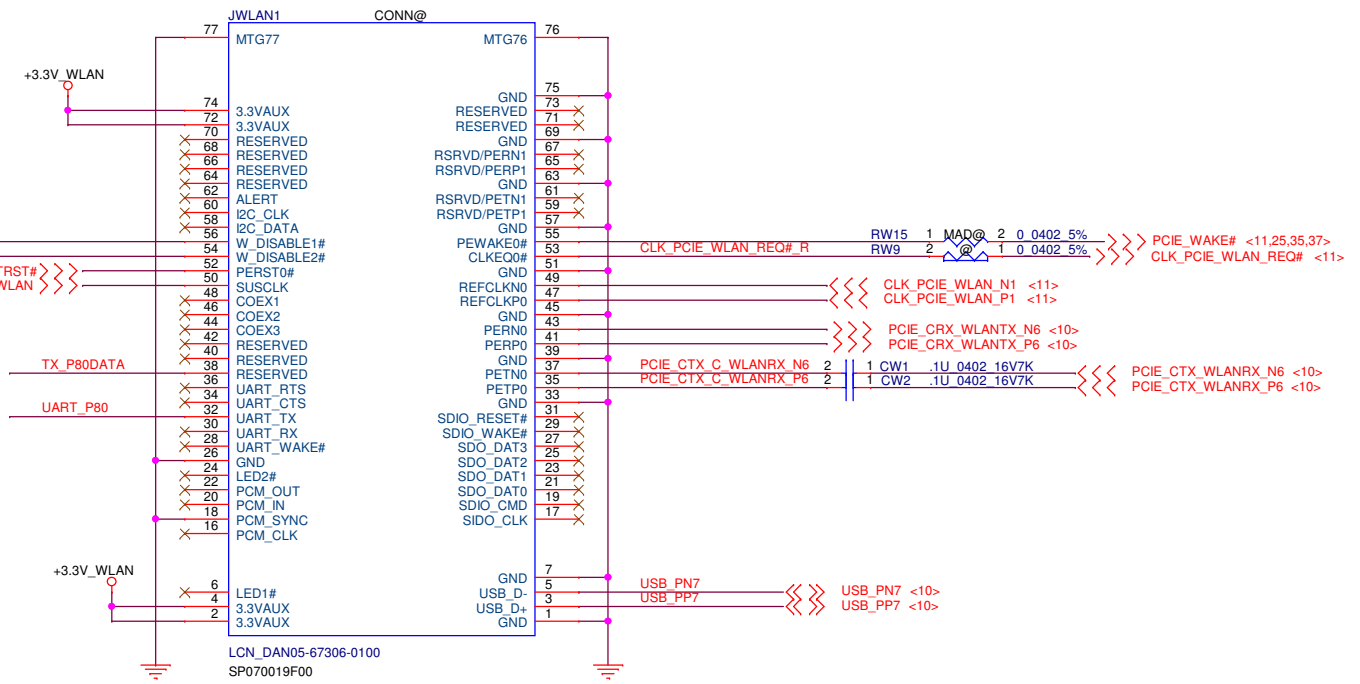 JWLAN1 CONN@
77 MTG77 MTG76 76
+3.3V_WLAN
GND 75
74 3.3VAUX RESERVED 73
72 3.3VAUX RESERVED 71
70 RESERVED GND 69
68 RESERVED RSRVD/PERN1 67
66 RESERVED RSRVD/PERP1 65
64 RESERVED GND 63
62 ALERT RSRVD/PETN1 61
60 I2C_CLK RSRVD/PETP1 59
58 I2C_DATA GND 57
56 W_DISABLE1# PEWAKE0# 55 RW15 1 MAD@ 2 0_0402_5% PCIE_WAKE# <11,25,35,37>
54 W_DISABLE2# CLKEQ0# 53 CLK_PCIE_WLAN_REQ#_R RW9 2 @ 1 0_0402_5% CLK_PCIE_WLAN_REQ# <11>
TRST# 52 PERST0# GND 51
WLAN 50 SUSCLK REFCLKN0 49 CLK_PCIE_WLAN_N1 <11>
48 COEX1 REFCLKP0 47 CLK_PCIE_WLAN_P1 <11>
46 COEX2 GND 45
44 COEX3 PERN0 43 PCIE_CRX_WLANTX_N6 <10>
42 RESERVED PERP0 41 PCIE_CRX_WLANTX_P6 <10>
40 RESERVED GND 39
TX_P80DATA 38 RESERVED PETN0 37 PCIE_CTX_C_WLANRX_N6 2 1 CW1 .1U_0402_16V7K PCIE_CTX_WLANRX_N6 <10>
36 UART_RTS PETP0 35 PCIE_CTX_C_WLANRX_P6 2 1 CW2 .1U_0402_16V7K PCIE_CTX_WLANRX_P6 <10>
34 UART_CTS GND 33
UART_P80 32 UART_TX SDIO_RESET# 31
30 UART_RX SDIO_WAKE# 29
28 UART_WAKE# SDO_DAT3 27
26 GND SDO_DAT2 25
24 LED2# SDO_DAT1 23
22 PCM_OUT SDO_DAT0 21
20 PCM_IN SDIO_CMD 19
18 PCM_SYNC SIDO_CLK 17
16 PCM_CLK
+3.3V_WLAN
GND 7
6 LED1# USB_D- 5 USB_PN7 USB_PN7 <10>
4 3.3VAUX USB_D+ 3 USB_PP7 USB_PP7 <10>
2 3.3VAUX GND 1
LCN_DAN05-67306-0100
SP070019F00